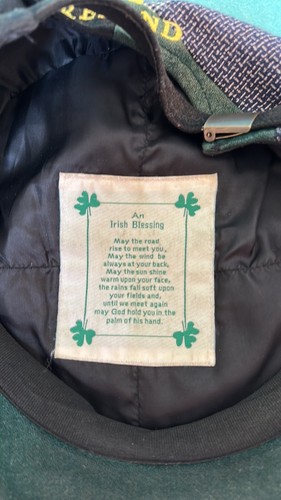 An
Irish Blessing
May the road
rise to meet you,
May the wind be
always at your back.
May the sun shine
warm upon your face,
the rains fall soft upon
your fields and,
until we meet again
may God hold you in the
palm of his hand.